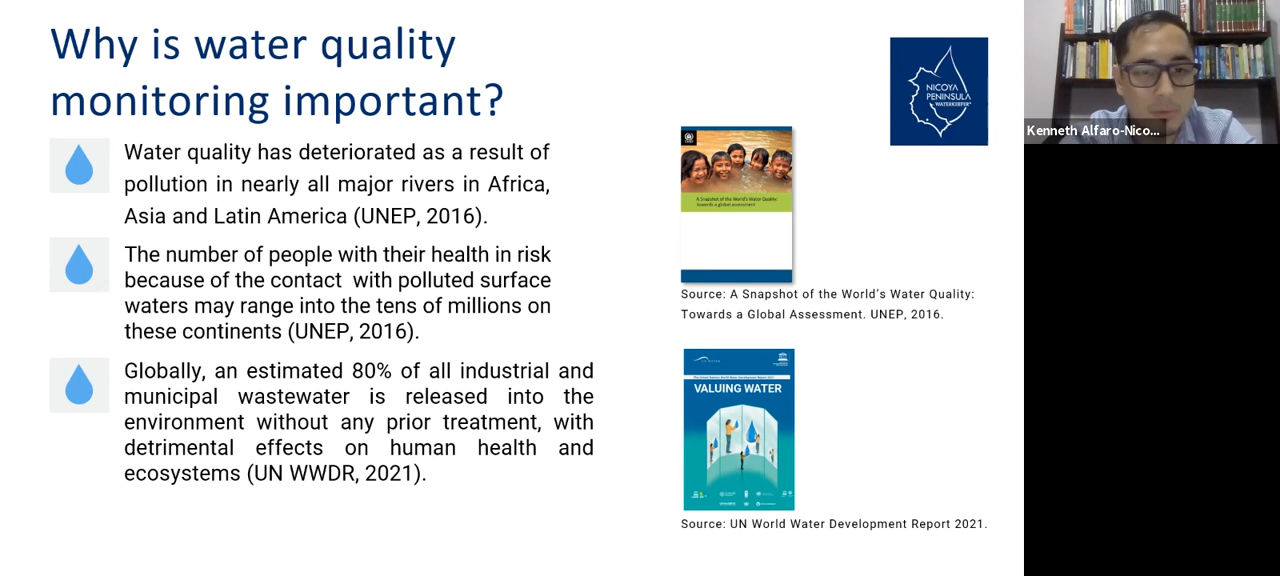 Why is water quality
monitoring important?
Water quality has deteriorated as a result of
pollution in nearly all major rivers in Africa,
Asia and Latin America (UNEP, 2016).
The number of people with their health in risk
because of the contact with polluted surface
waters may range into the tens of millions on
these continents (UNEP, 2016).
Globally, an estimated 80% of all industrial and
municipal wastewater is released into the
environment without any prior treatment, with
detrimental effects on human health and
ecosystems (UN WWDR, 2021).
NICOYA
PENINSULA
WATERKEEPER
A Snapshot of the World's Water Quality:
Towards a global assessment
Source: A Snapshot of the World's Water Quality:
Towards a Global Assessment. UNEP, 2016.
VALUING WATER
Source: UN World Water Development Report 2021.
Kenneth Alfaro-Nico...